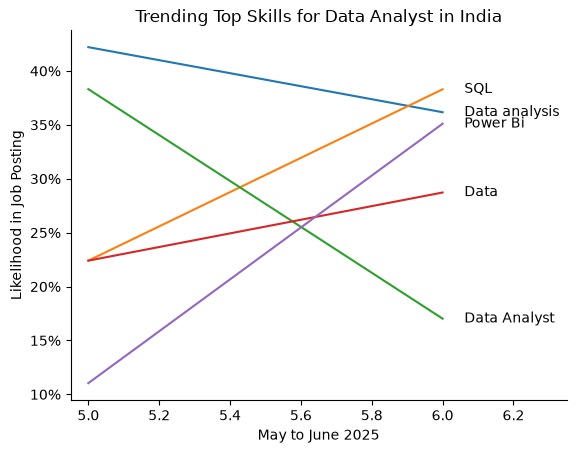 Trending Top Skills for Data Analyst in India
Likelihood in Job Posting
40%
35%
30%
25%
20%
15%
10%
SQL
Data analysis
Power Bi
Data
Data Analyst
5.0 5.2 5.4 5.6 5.8 6.0 6.2
May to June 2025